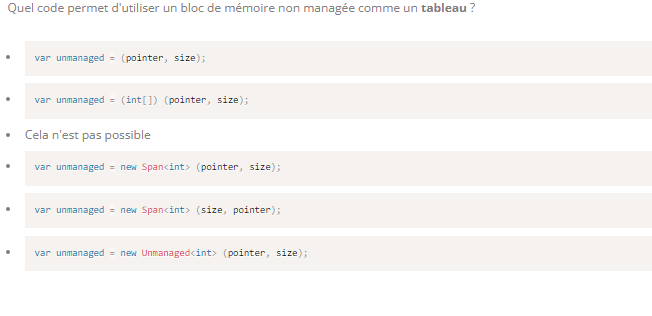 Quel code permet d'utiliser un bloc de mémoire non managée comme un tableau ?
var unmanaged = (pointer, size);
var unmanaged = (int[]) (pointer, size);
Cela n'est pas possible
var unmanaged = new Span<int> (pointer, size);
var unmanaged = new Span<int> (size, pointer);
var unmanaged = new Unmanaged<int> (pointer, size);